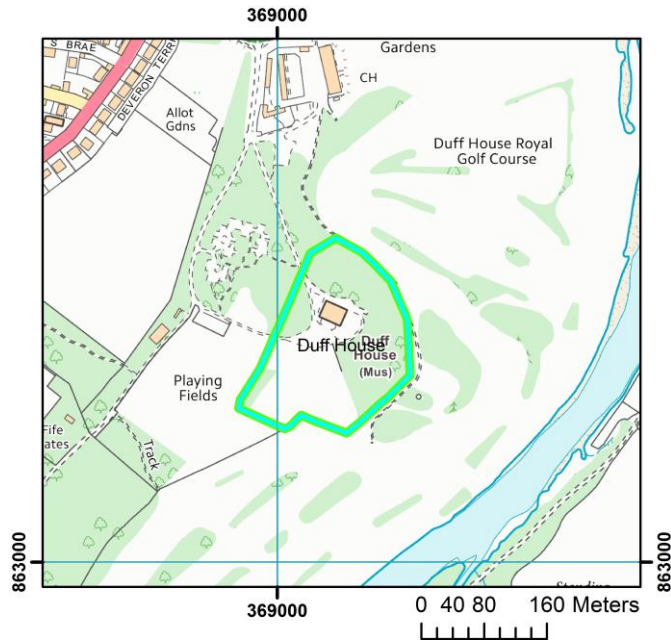 369000
S BRAE
DEVERON TERR
Allot
Gdns
Gardens
CH
Duff House Royal
Golf Course
Duff House
Duff
House
(Mus)
Playing
Fields
Fife
ates
Track
863000
863000
369000
0 40 80 160 Meters